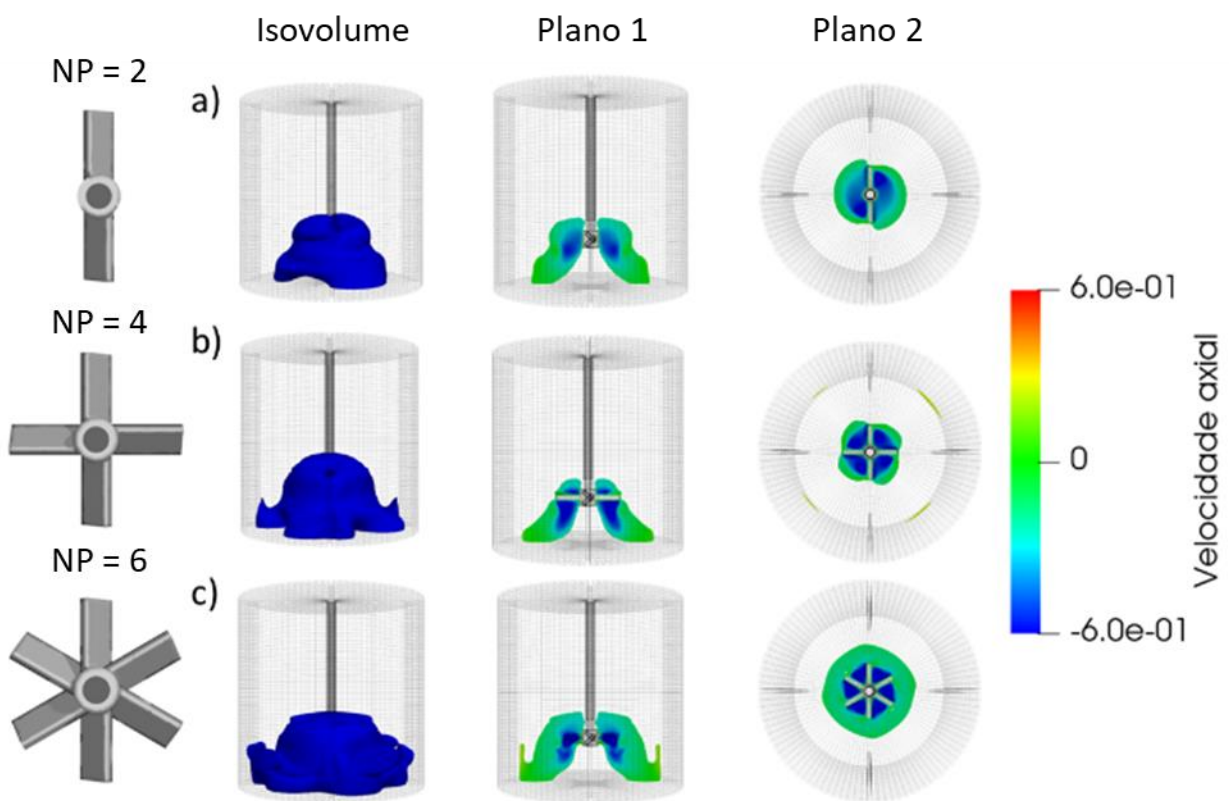 Isovolume Plano 1 Plano 2
NP = 2
a)
NP = 4
b)
NP = 6
c)
6.0e-01
0
-6.0e-01
Velocidade axial